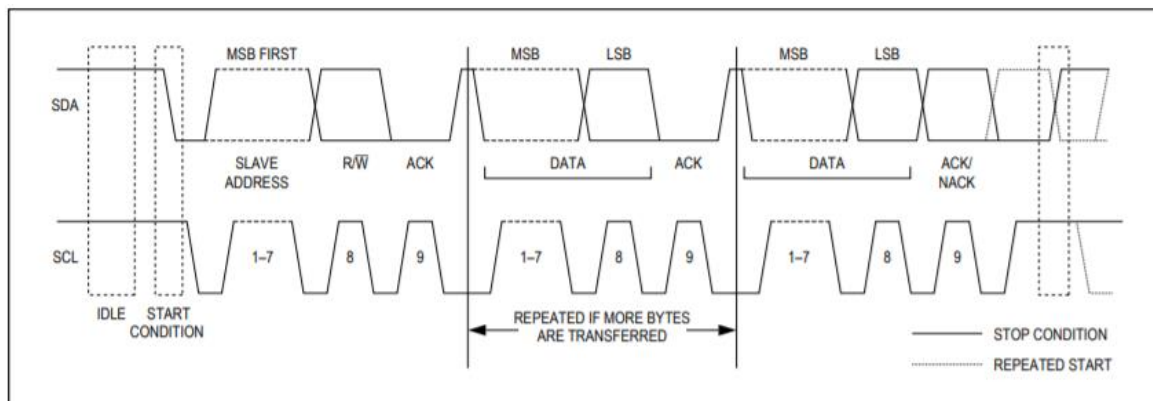 MSB FIRST
MSB
LSB
MSB
LSB
SDA
SLAVE
ADDRESS
R/W̅
ACK
DATA
ACK
DATA
ACK/
NACK
SCL
1–7
8
9
1–7
8
9
1–7
8
9
IDLE
START
CONDITION
REPEATED IF MORE BYTES
ARE TRANSFERRED
STOP CONDITION
REPEATED START